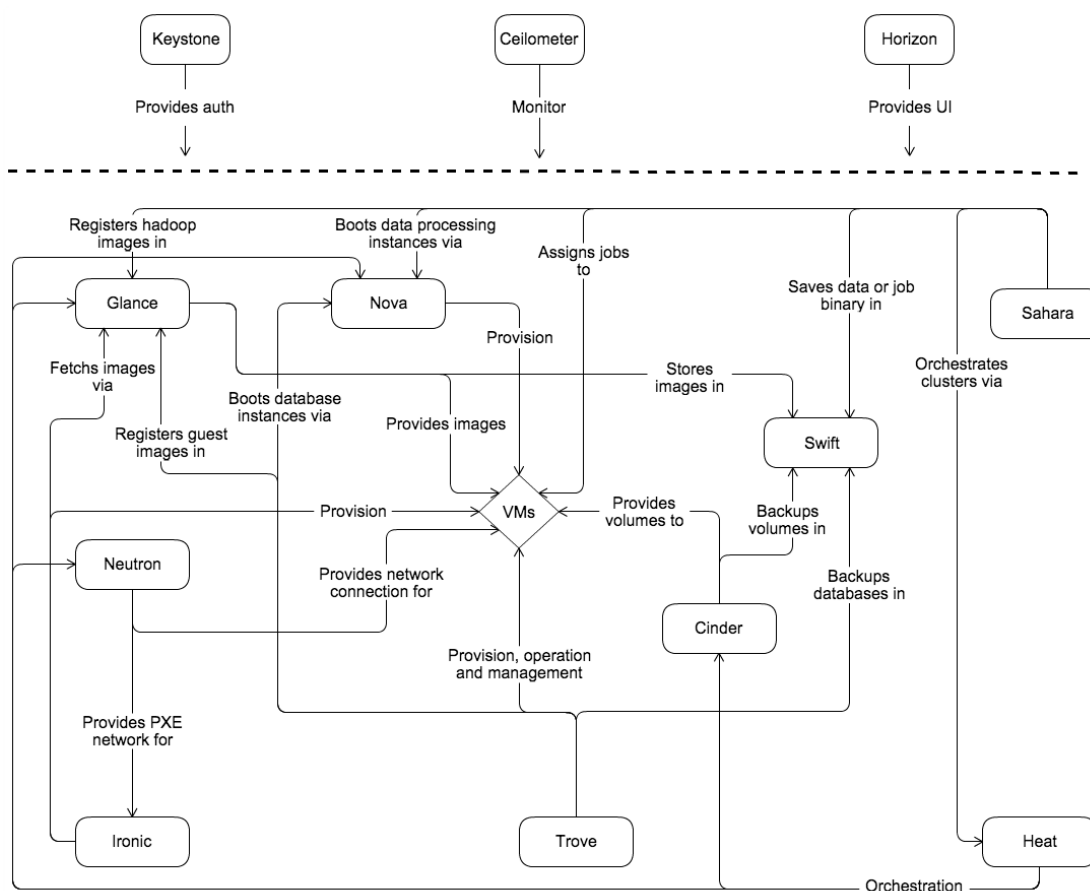 Keystone
Ceilometer
Horizon
Provides auth
Monitor
Provides UI
Registers hadoop
images in
Boots data processing
instances via
Assigns jobs
to
Saves data or job
binary in
Glance
Nova
Sahara
Provision
Fetchs images
via
Stores
images in
Orchestrates
clusters via
Boots database
instances via
Provides images
Registers guest
images in
Swift
Provision
VMs
Provides
volumes to
Backups
volumes in
Neutron
Provides network
connection for
Backups
databases in
Cinder
Provision, operation
and management
Provides PXE
network for
Ironic
Trove
Heat
Orchestration